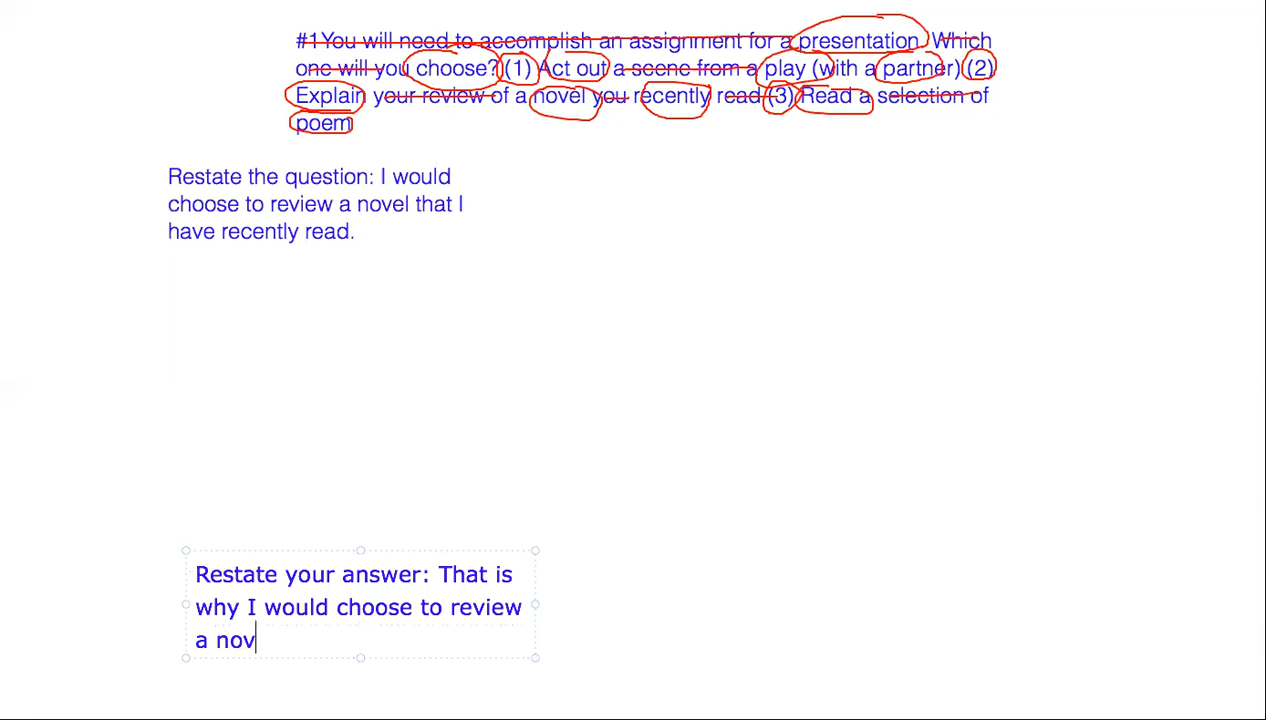 #1You will need to accomplish an assignment for a presentation. Which
one will you choose? (1) Act out a scene from a play (with a partner) (2)
Explain your review of a novel you recently read (3) Read a selection of
poem
Restate the question: I would
choose to review a novel that I
have recently read.
Restate your answer: That is
why I would choose to review
a nov